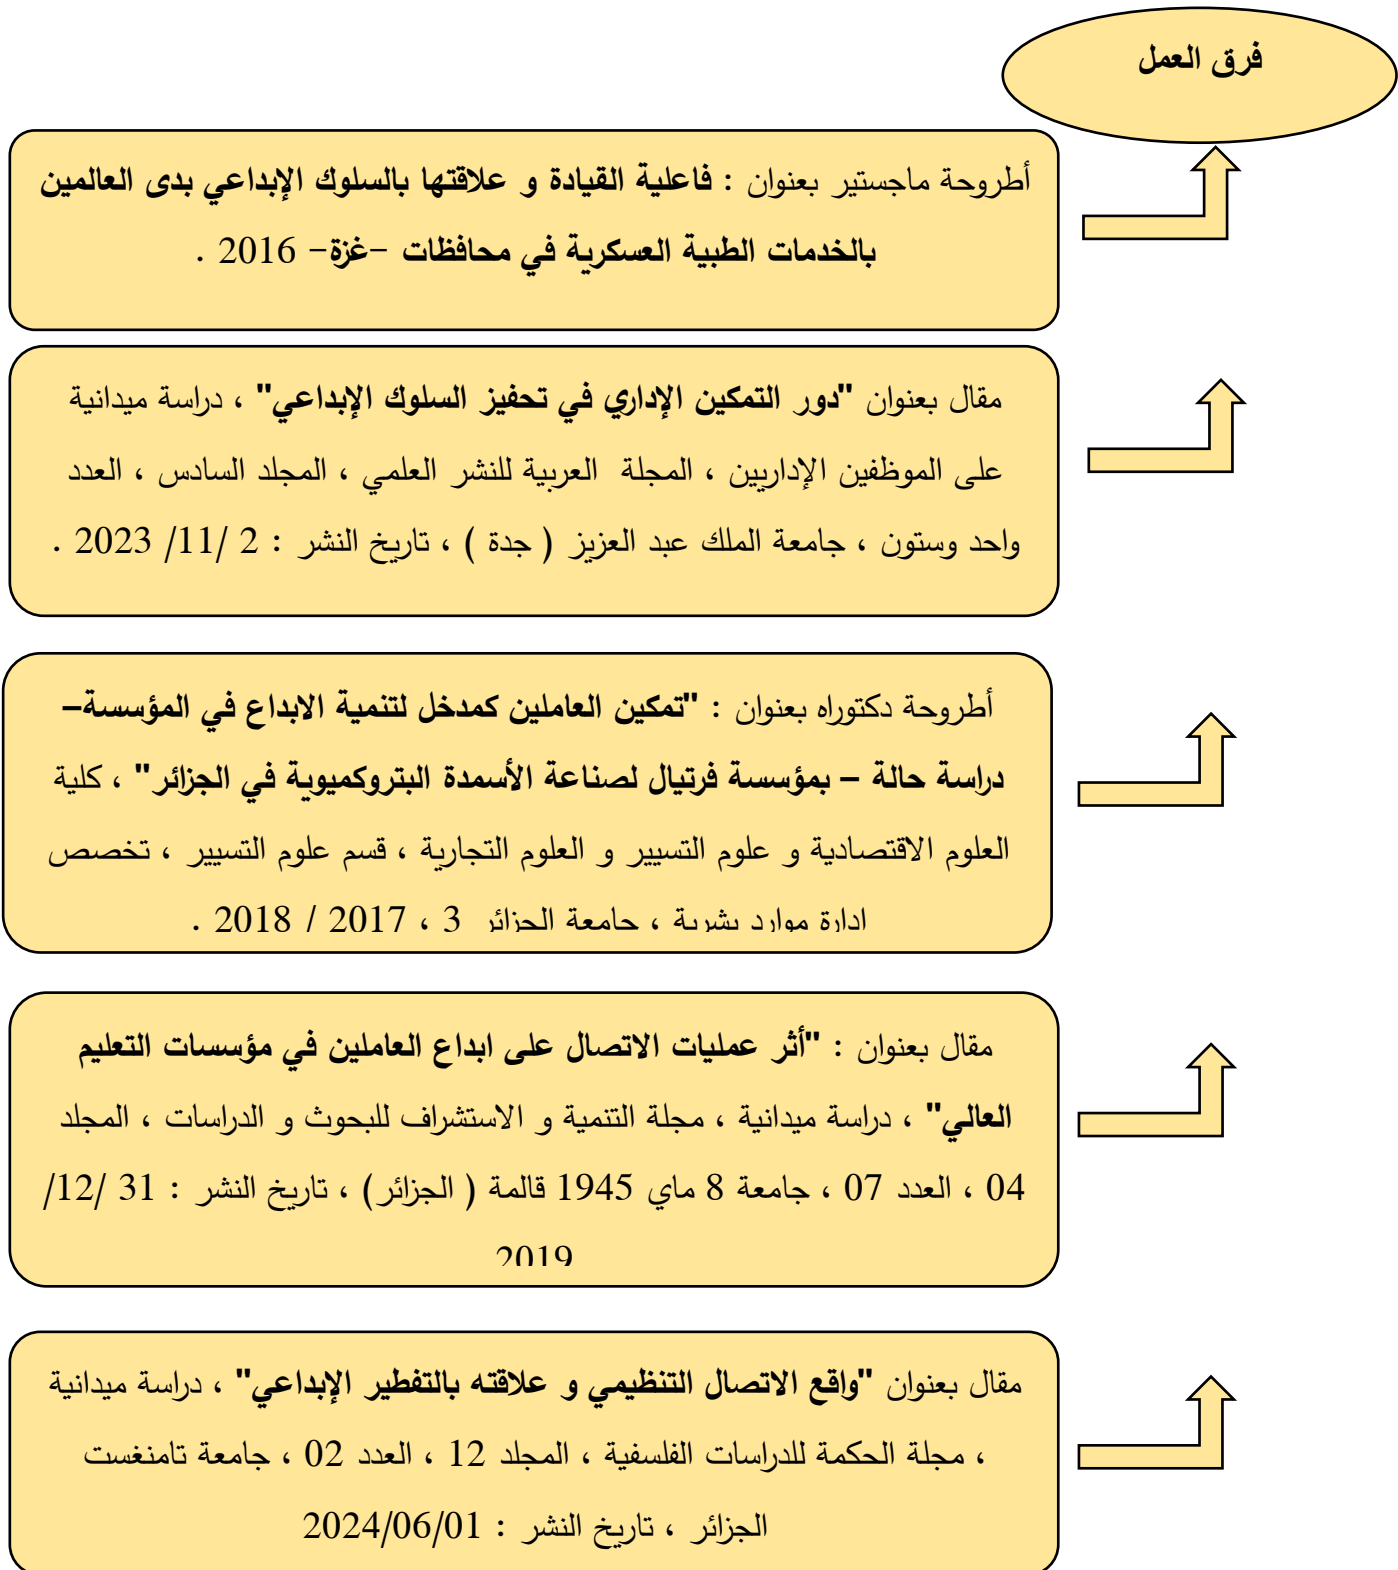 فرق العمل
أطروحة ماجستير بعنوان : فاعلية القيادة و علاقتها بالسلوك الإبداعي بدى العالمين
بالخدمات الطبية العسكرية في محافظات -غزة- 2016 .
مقال بعنوان "دور التمكين الإداري في تحفيز السلوك الإبداعي" ، دراسة ميدانية
على الموظفين الإداريين ، المجلة العربية للنشر العلمي ، المجلد السادس ، العدد
واحد وستون ، جامعة الملك عبد العزيز ( جدة ) ، تاريخ النشر : 2 /11/ 2023 .
أطروحة دكتوراه بعنوان : "تمكين العاملين كمدخل لتنمية الابداع في المؤسسة–
دراسة حالة – بمؤسسة فرتيال لصناعة الأسمدة البتروكميوية في الجزائر" ، كلية
العلوم الاقتصادية و علوم التسيير و العلوم التجارية ، قسم علوم التسيير ، تخصص
ادارة موارد بشرية ، جامعة الجزائر 3 ، 2017 / 2018 .
مقال بعنوان : "أثر عمليات الاتصال على ابداع العاملين في مؤسسات التعليم
العالي" ، دراسة ميدانية ، مجلة التنمية و الاستشراف للبحوث و الدراسات ، المجلد
04 ، العدد 07 ، جامعة 8 ماي 1945 قالمة ( الجزائر) ، تاريخ النشر : 31 /12/
2019
مقال بعنوان "واقع الاتصال التنظيمي و علاقته بالتفطير الإبداعي" ، دراسة ميدانية
، مجلة الحكمة للدراسات الفلسفية ، المجلد 12 ، العدد 02 ، جامعة تامنغست
الجزائر ، تاريخ النشر : 2024/06/01